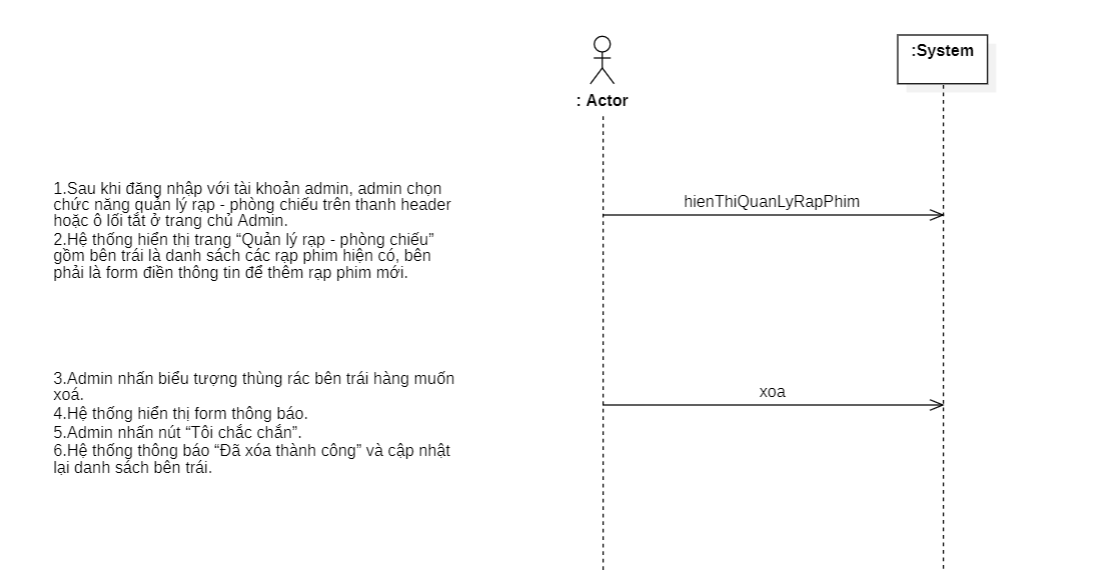 : Actor
:System
1.Sau khi đăng nhập với tài khoản admin, admin chọn
chức năng quản lý rạp - phòng chiếu trên thanh header
hoặc ô lối tắt ở trang chủ Admin.
2.Hệ thống hiển thị trang “Quản lý rạp - phòng chiếu”
gồm bên trái là danh sách các rạp phim hiện có, bên
phải là form điền thông tin để thêm rạp phim mới.
hienThiQuanLyRapPhim
3.Admin nhấn biểu tượng thùng rác bên trái hàng muốn
xoá.
4.Hệ thống hiển thị form thông báo.
5.Admin nhấn nút “Tôi chắc chắn”.
6.Hệ thống thông báo “Đã xóa thành công” và cập nhật
lại danh sách bên trái.
xoa